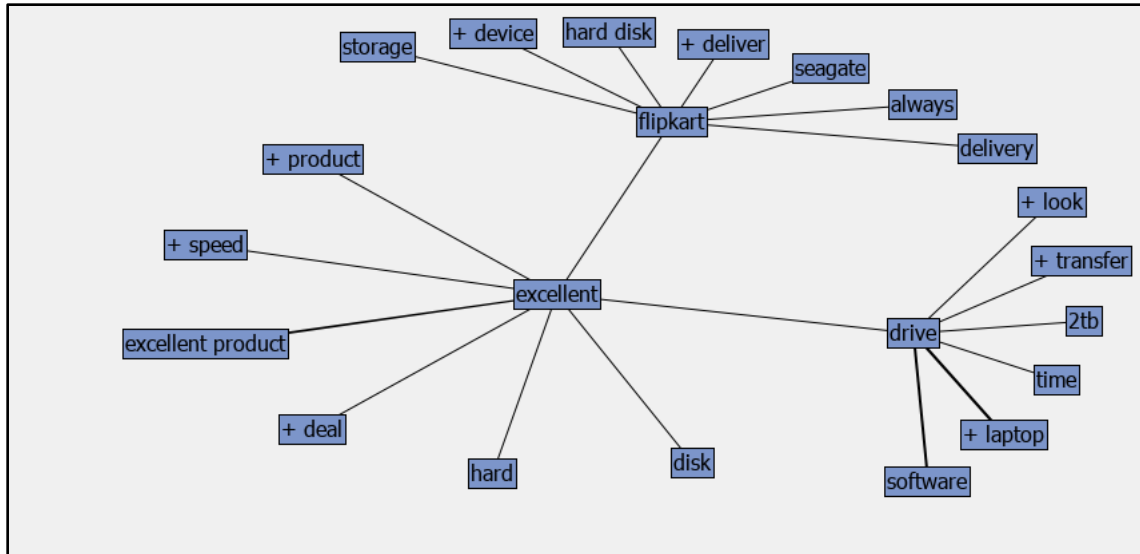 + device
hard disk
+ deliver
storage
seagate
always
flipkart
delivery
+ product
+ look
+ speed
+ transfer
excellent
2tb
drive
excellent product
time
+ deal
+ laptop
disk
hard
software